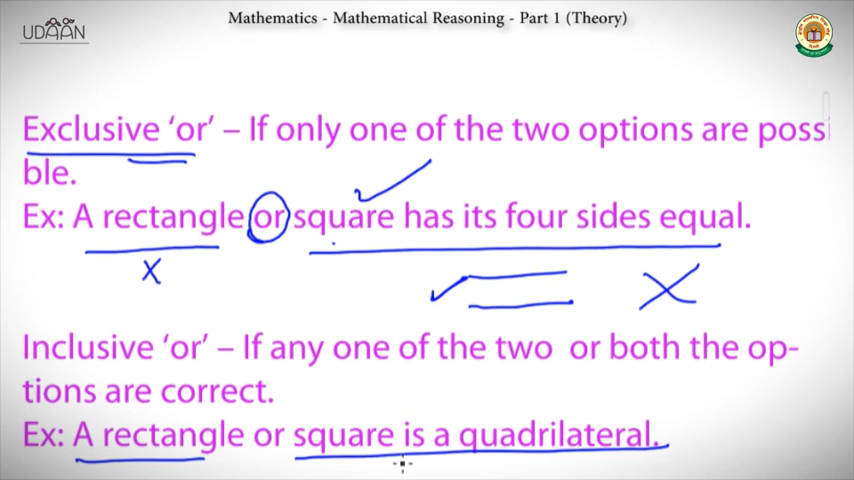 UDAAN
Mathematics - Mathematical Reasoning - Part 1 (Theory)
Exclusive ‘or’ – If only one of the two options are possi
ble.
Ex: A rectangle or square has its four sides equal.
Inclusive ‘or’ – If any one of the two or both the op-
tions are correct.
Ex: A rectangle or square is a quadrilateral.